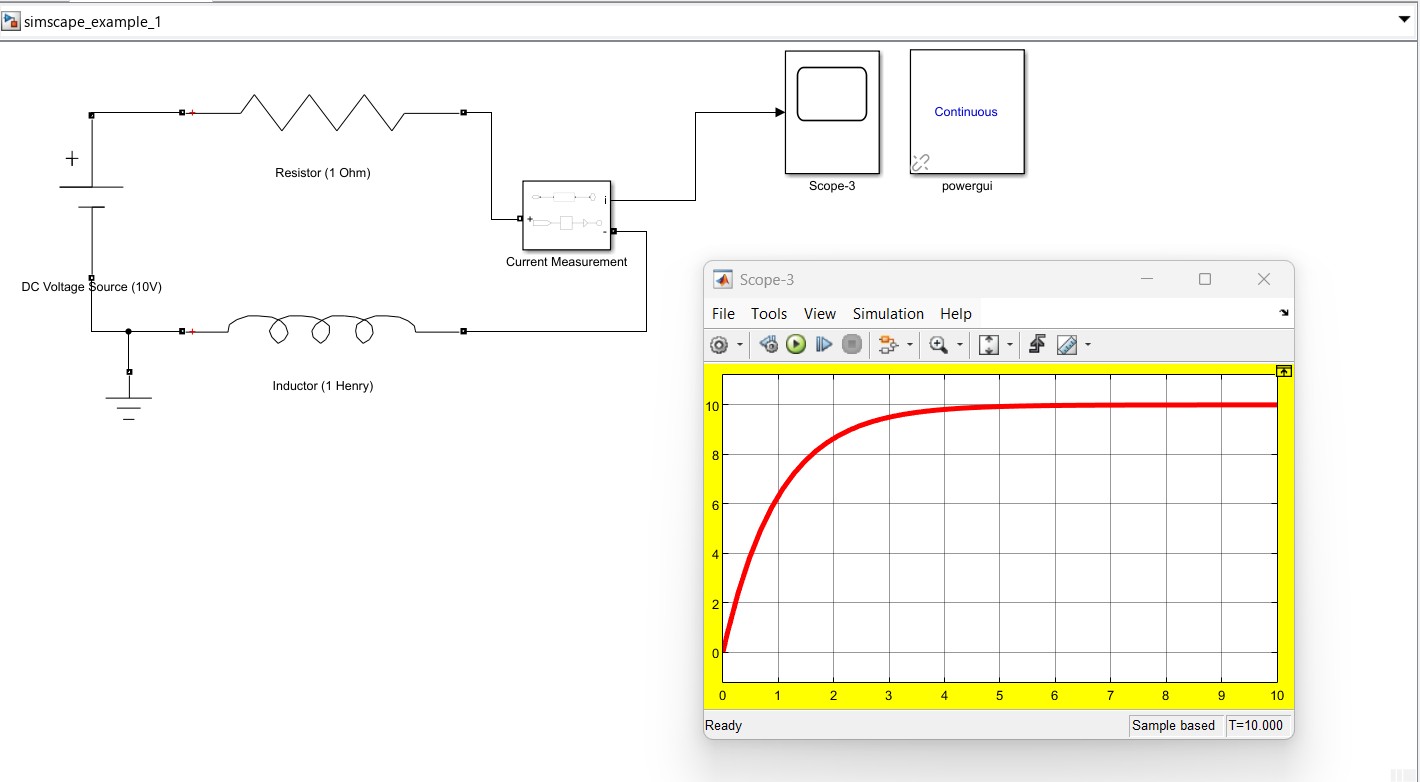 simscape_example_1
+
Resistor (1 Ohm)
DC Voltage Source (10V)
Inductor (1 Henry)
+
i
-
Current Measurement
Scope-3
Continuous
powergui
Scope-3
File Tools View Simulation Help
10
8
6
4
2
0
0 1 2 3 4 5 6 7 8 9 10
Ready
Sample based T=10.000